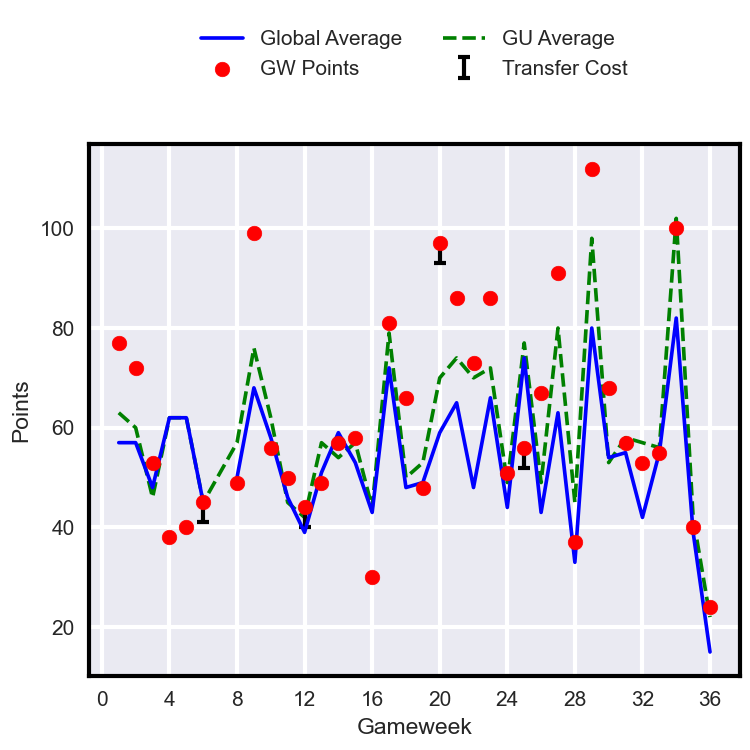 Global Average
GU Average
GW Points
Transfer Cost
100
80
60
40
20
Points
0 4 8 12 16 20 24 28 32 36
Gameweek